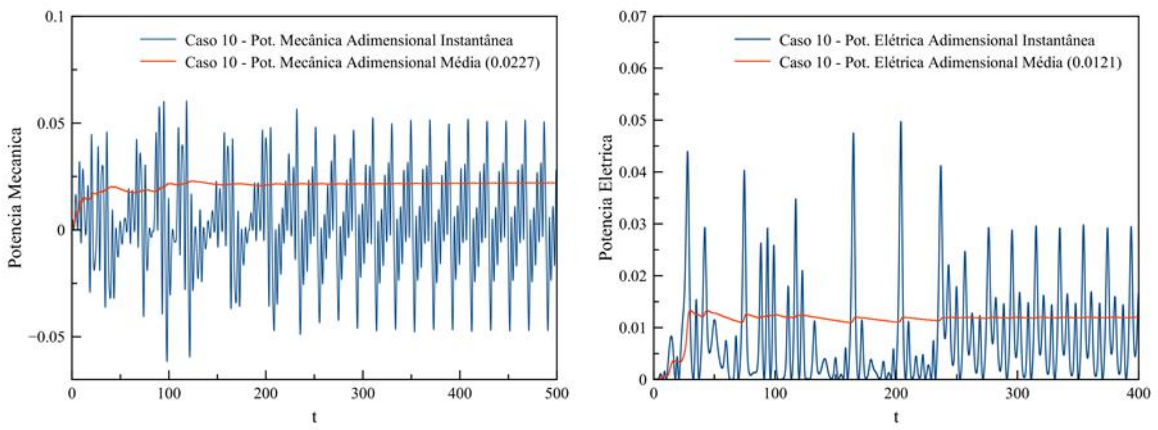 0.1
0.05
0
−0.05
Potencia Mecanica
Caso 10 - Pot. Mecânica Adimensional Instantânea
Caso 10 - Pot. Mecânica Adimensional Média (0.0227)
0 100 200 300 400 500
t
0.07
0.06
0.05
0.04
0.03
0.02
0.01
0
Potencia Eletrica
Caso 10 - Pot. Elétrica Adimensional Instantânea
Caso 10 - Pot. Elétrica Adimensional Média (0.0121)
0 100 200 300 400
t